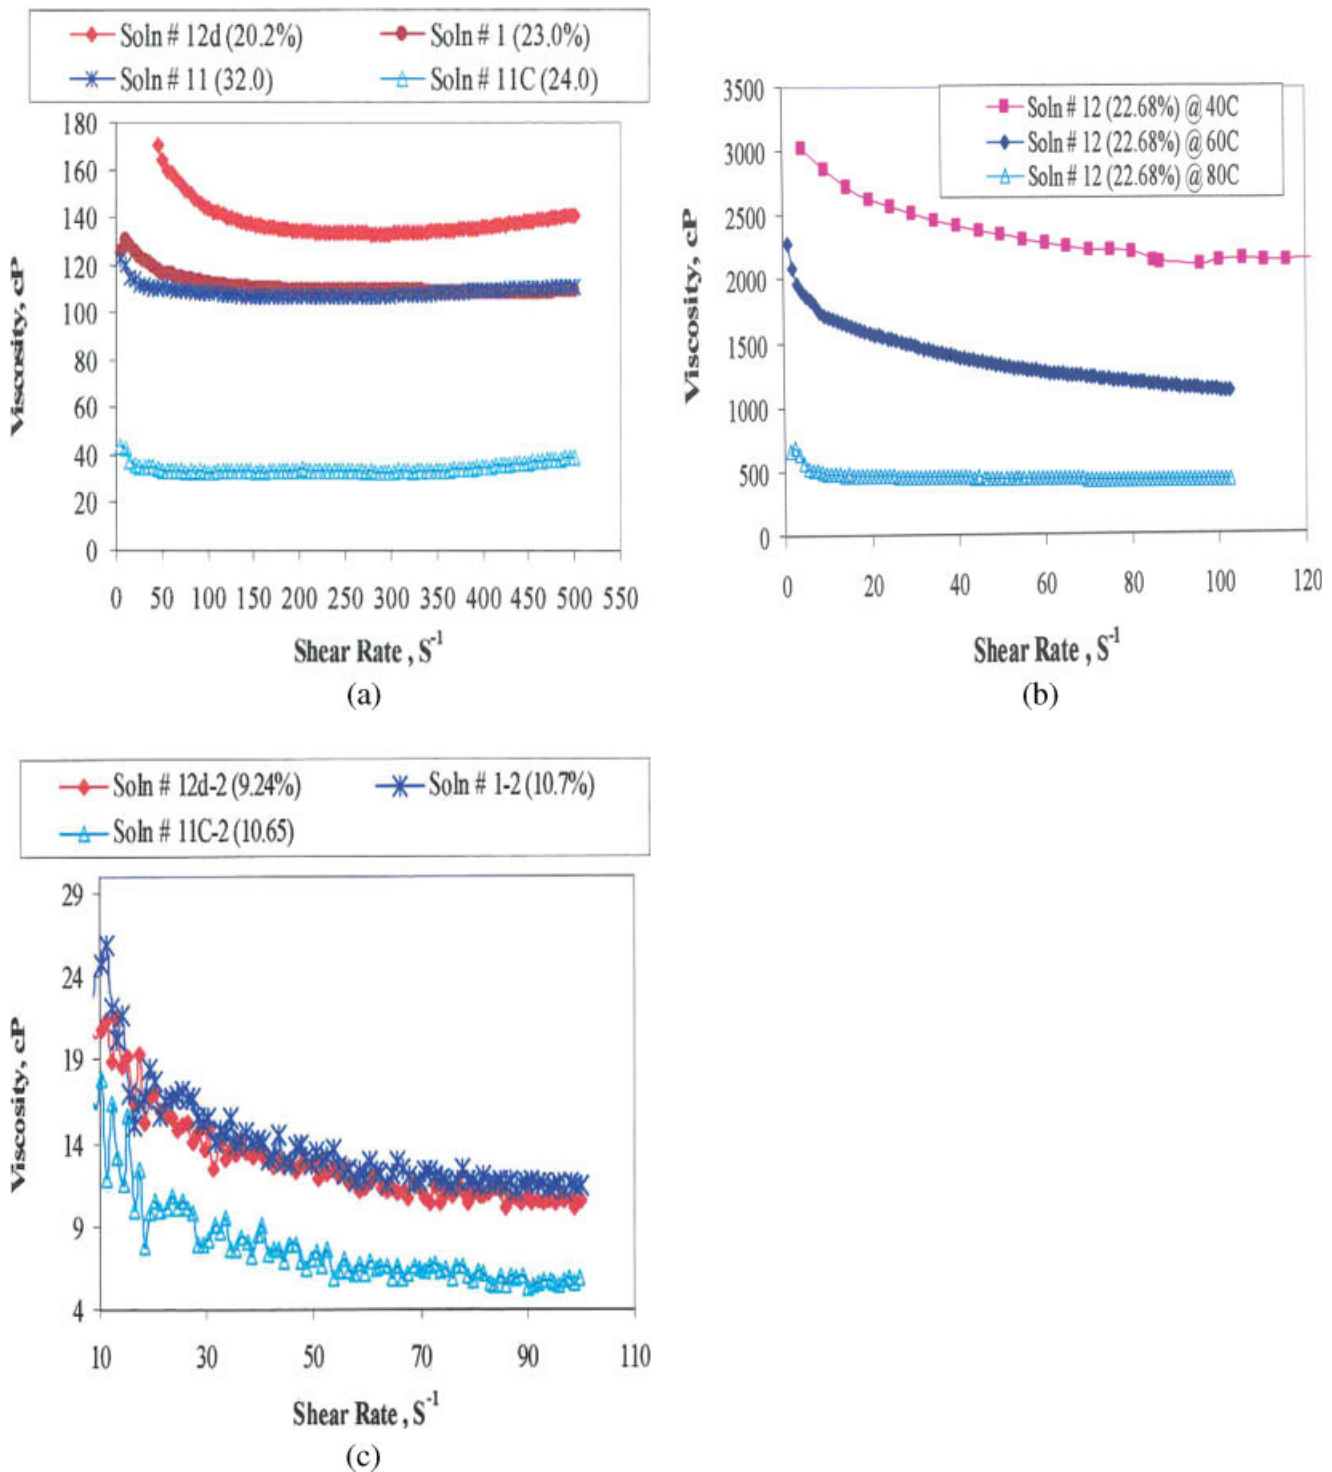 Soln # 12d (20.2%) Soln # 1 (23.0%)
Soln # 11 (32.0) Soln # 11C (24.0)
180
160
140
120
100
80
60
40
20
0
Viscosity, cP
0 50 100 150 200 250 300 350 400 450 500 550
Shear Rate , S-1
(a)
Soln # 12 (22.68%) @ 40C
Soln # 12 (22.68%) @ 60C
Soln # 12 (22.68%) @ 80C
3500
3000
2500
2000
1500
1000
500
0
Viscosity, cP
0 20 40 60 80 100 120
Shear Rate , S-1
(b)
Soln # 12d-2 (9.24%) Soln # 1-2 (10.7%)
Soln # 11C-2 (10.65)
29
24
19
14
9
4
Viscosity, cP
10 30 50 70 90 110
Shear Rate , S-1
(c)